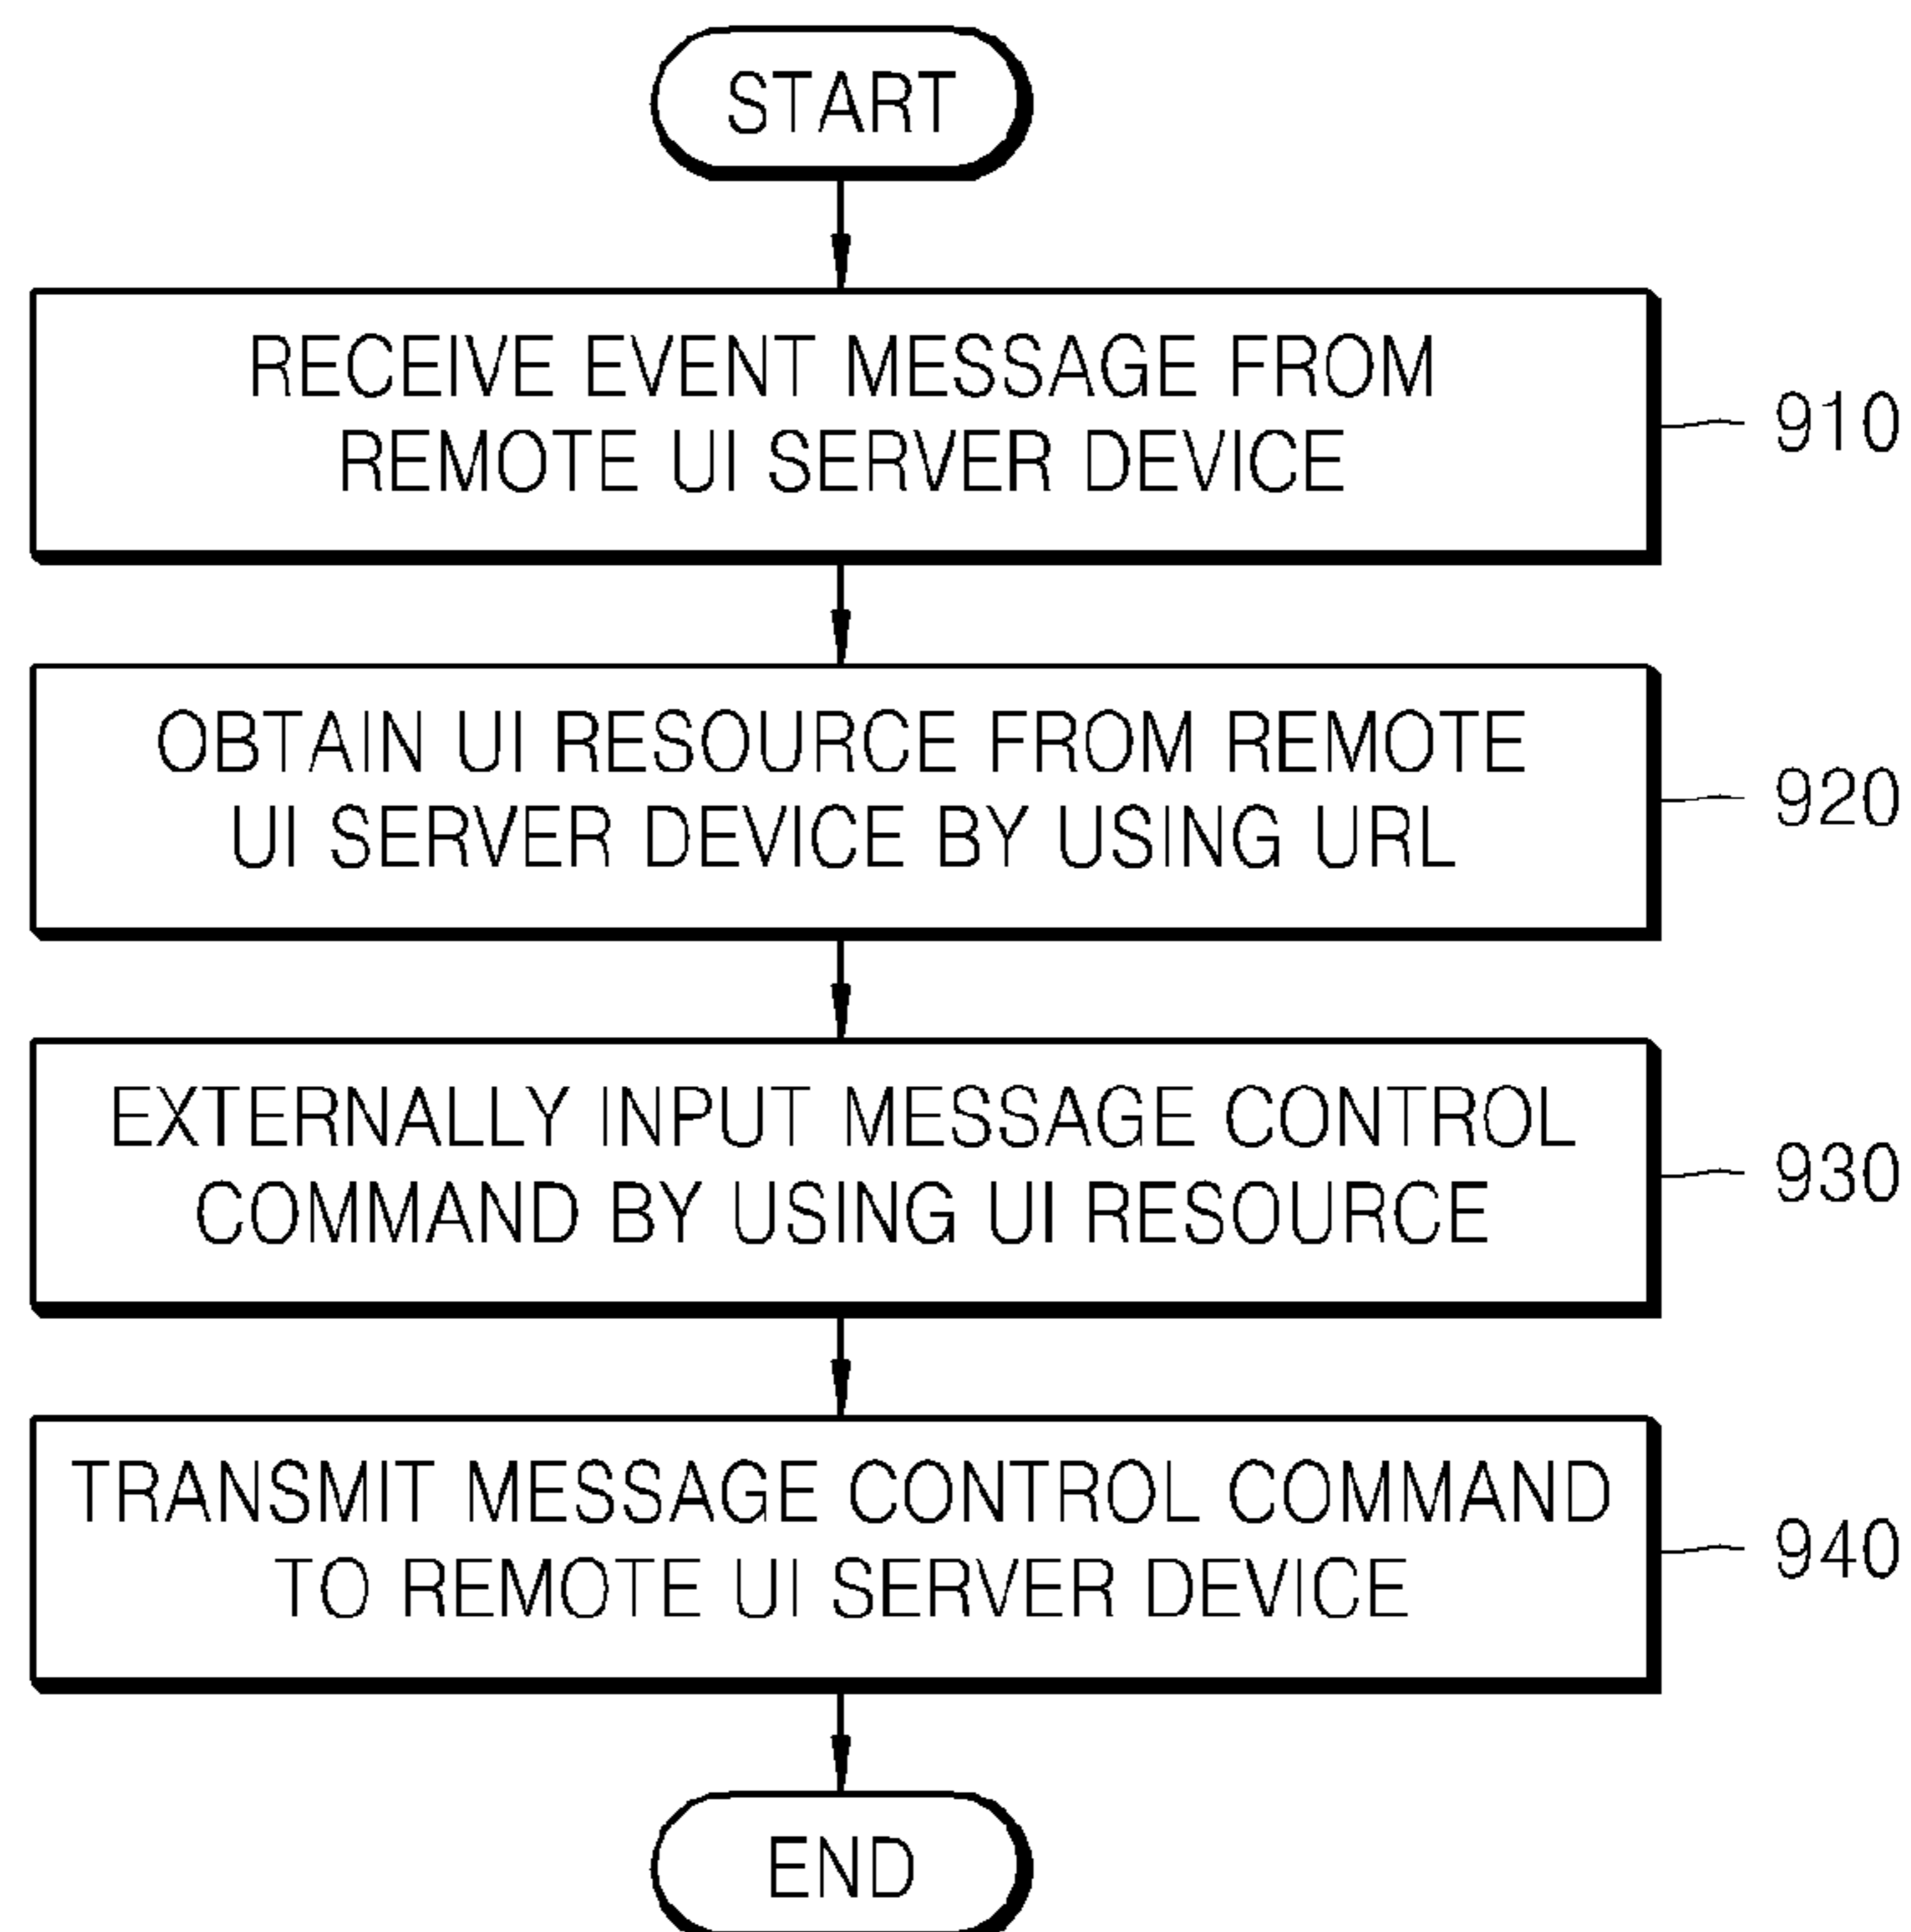 START
RECEIVE EVENT MESSAGE FROM
REMOTE UI SERVER DEVICE
910
OBTAIN UI RESOURCE FROM REMOTE
UI SERVER DEVICE BY USING URL
920
EXTERNALLY INPUT MESSAGE CONTROL
COMMAND BY USING UI RESOURCE
930
TRANSMIT MESSAGE CONTROL COMMAND
TO REMOTE UI SERVER DEVICE
940
END